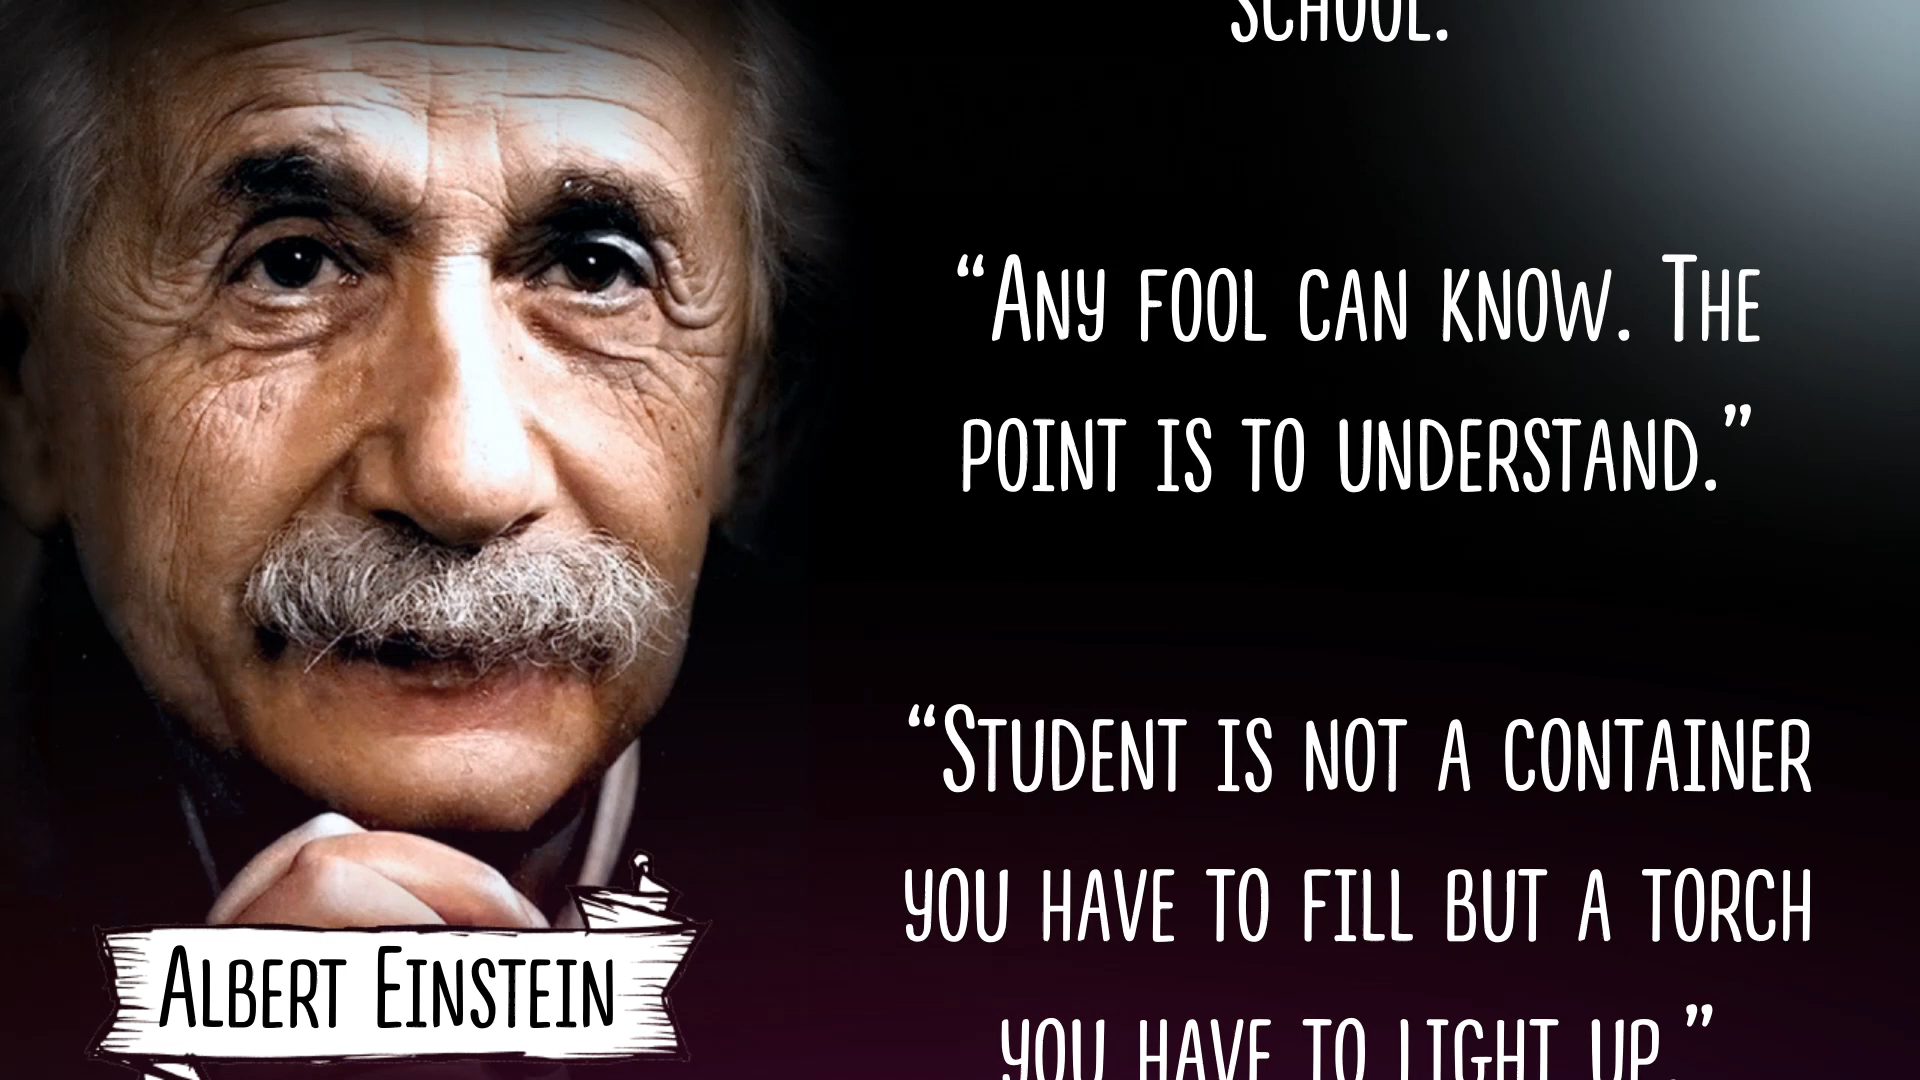 SCHOOL.
“ANY FOOL CAN KNOW. THE
POINT IS TO UNDERSTAND.”
“STUDENT IS NOT A CONTAINER
YOU HAVE TO FILL BUT A TORCH
YOU HAVE TO LIGHT UP.”
ALBERT EINSTEIN